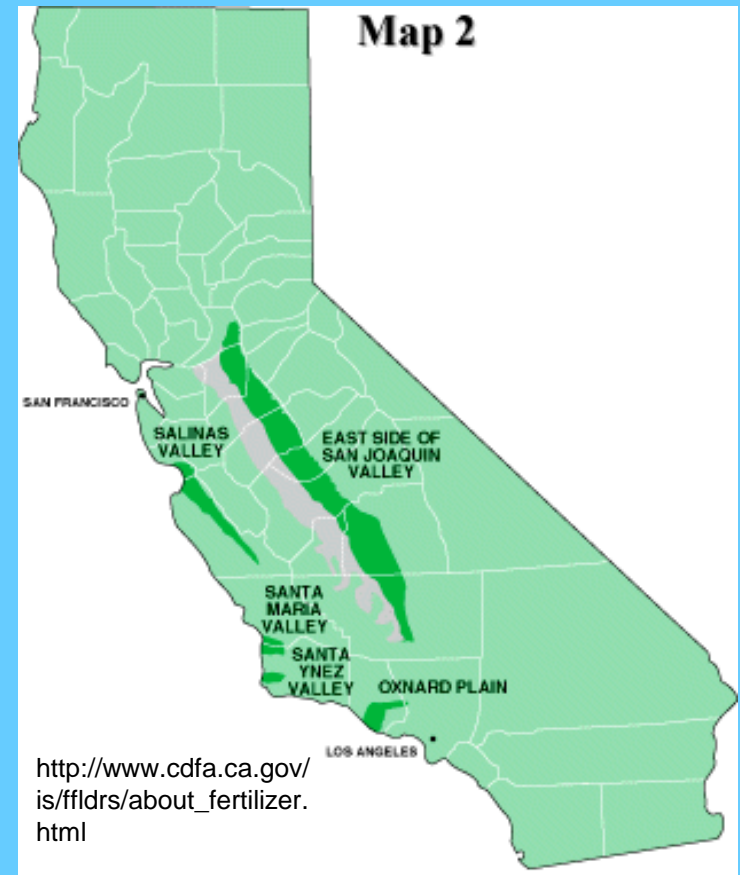 Map 2
SAN FRANCISCO
SALINAS
VALLEY
EAST SIDE OF
SAN JOAQUIN
VALLEY
SANTA
MARIA
VALLEY
SANTA
YNEZ
VALLEY
OXNARD PLAIN
LOS ANGELES
http://www.cdfa.ca.gov/
is/ffldrs/about_fertilizer.
html